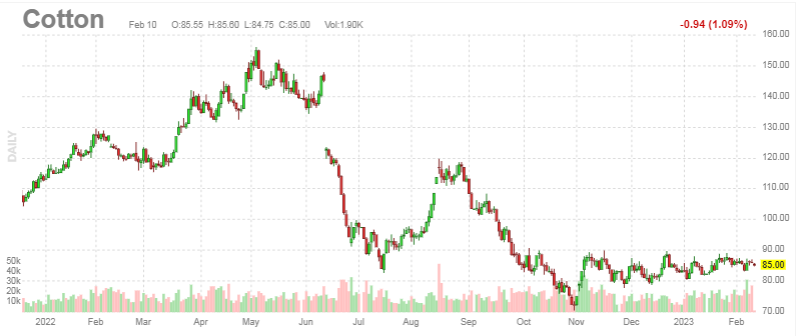 Cotton Feb 10 O:85.55 H:85.60 L:84.75 C:85.00 Vol:1.90K -0.94 (1.09%)
160.00
150.00
140.00
130.00
DAILY
120.00
110.00
100.00
90.00
50k 85.00
40k
30k 80.00
20k
10k
70.00
2022 Feb Mar Apr May Jun Jul Aug Sep Oct Nov Dec 2023 Feb